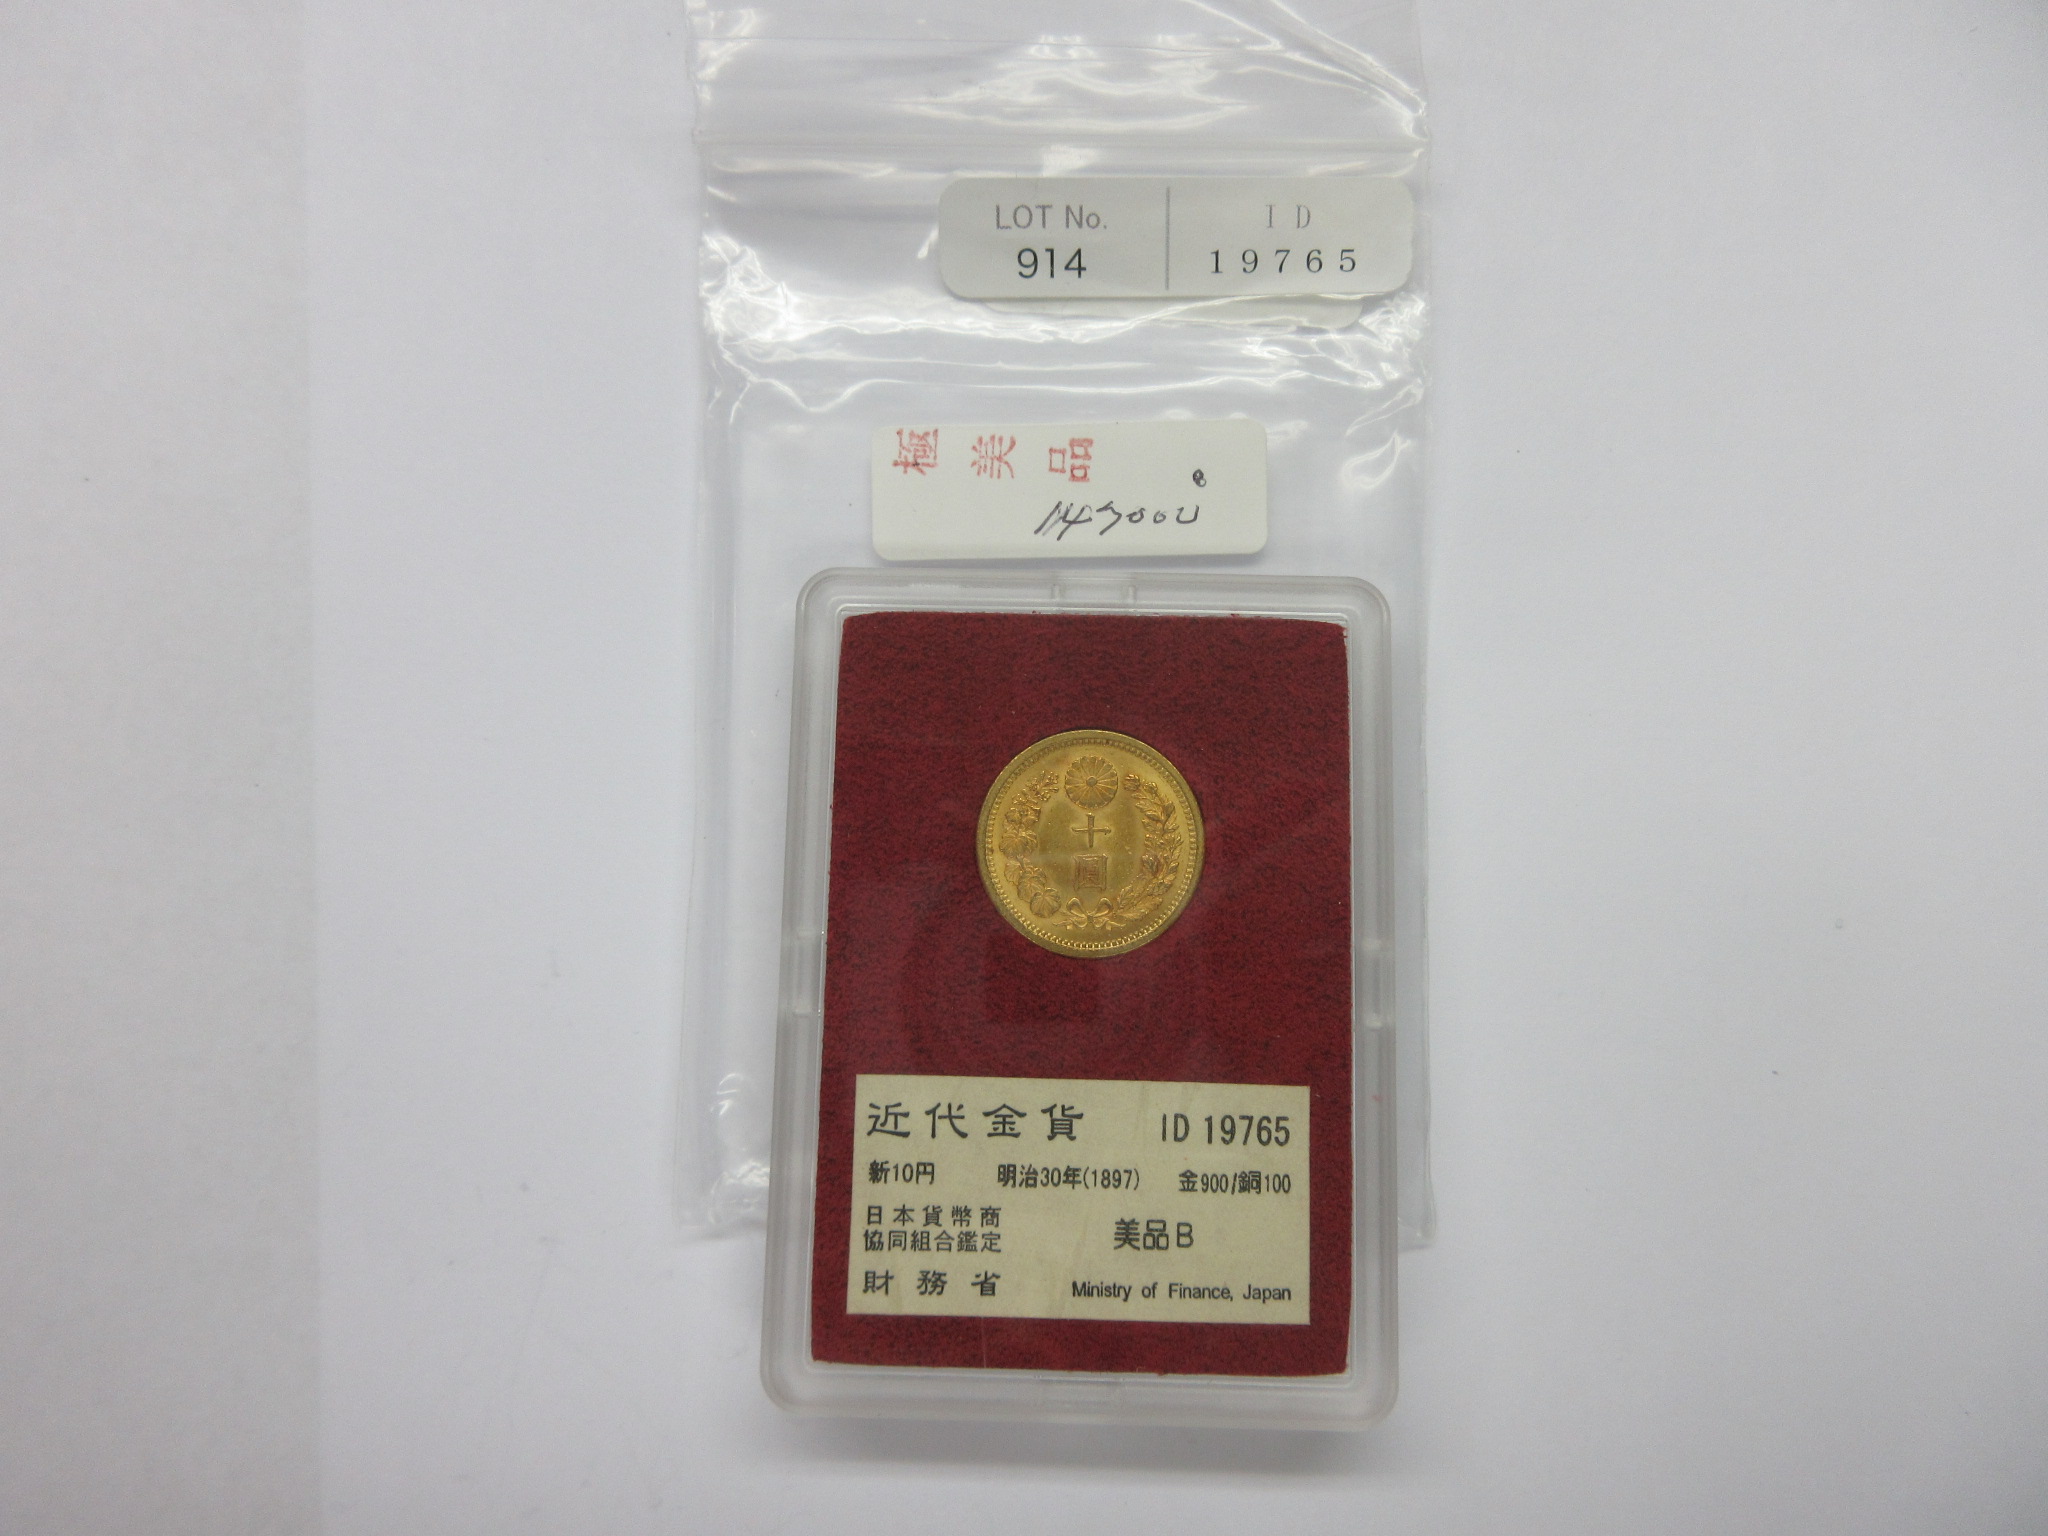 LOT No. ID
914 19765
極美品
十
圓
近代金貨 ID 19765
新10円 明治30年(1897) 金900/銅100
日本貨幣商
協同組合鑑定 美品B
財務省 Ministry of Finance, Japan